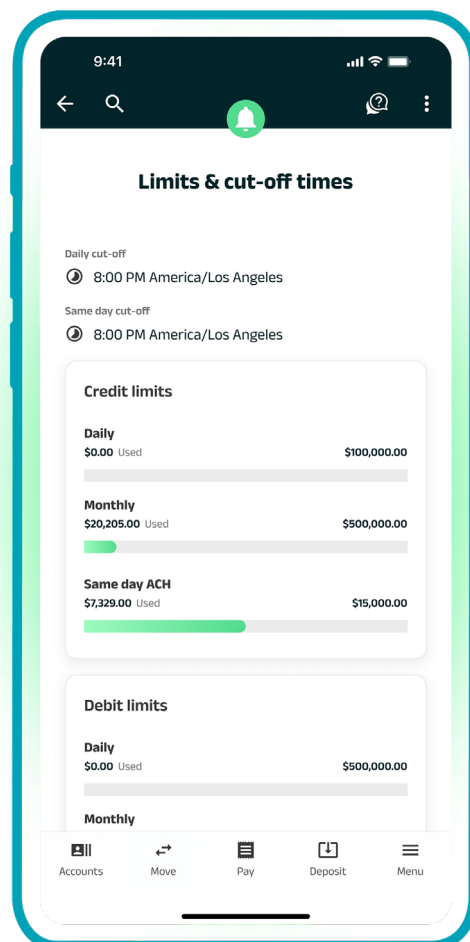 9:41
Limits & cut-off times
Daily cut-off
8:00 PM America/Los Angeles
Same day cut-off
8:00 PM America/Los Angeles
Credit limits
Daily
$0.00 Used $100,000.00
Monthly
$20,205.00 Used $500,000.00
Same day ACH
$7,329.00 Used $15,000.00
Debit limits
Daily
$0.00 Used $500,000.00
Monthly
Accounts Move Pay Deposit Menu